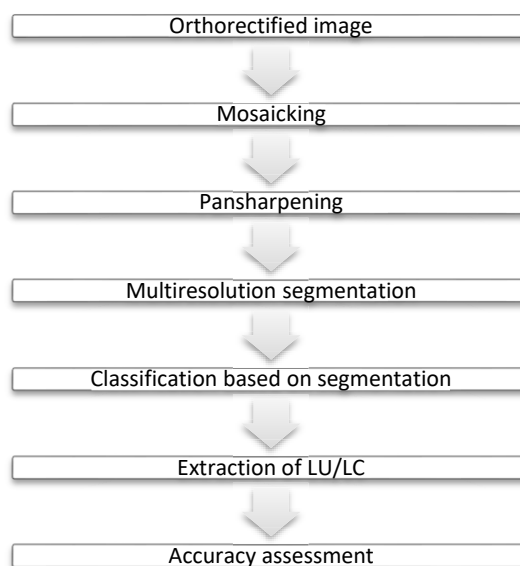 Orthorectified image
Mosaicking
Pansharpening
Multiresolution segmentation
Classification based on segmentation
Extraction of LU/LC
Accuracy assessment